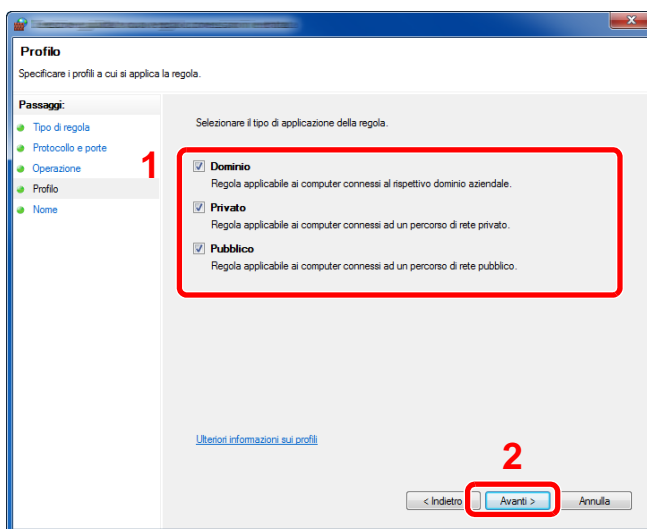 x
Profilo
Specificare i profili a cui si applica la regola.
Passaggi:
Tipo di regola
Protocollo e porte
Operazione
Profilo
Nome
Selezionare il tipo di applicazione della regola.
1
Dominio
Regola applicabile ai computer connessi al rispettivo dominio aziendale.
Privato
Regola applicabile ai computer connessi ad un percorso di rete privato.
Pubblico
Regola applicabile ai computer connessi ad un percorso di rete pubblico.
Ulteriori informazioni sui profili
2
< Indietro
Avanti >
Annulla